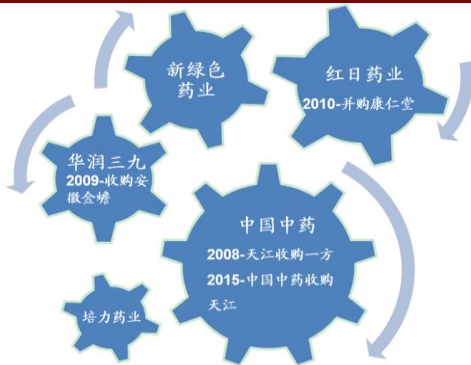 新绿色
药业
红日药业
2010-并购康仁堂
华润三九
2009-收购安
徽金蟾
中国中药
2008-天江收购一方
2015-中国中药收购
天江
培力药业